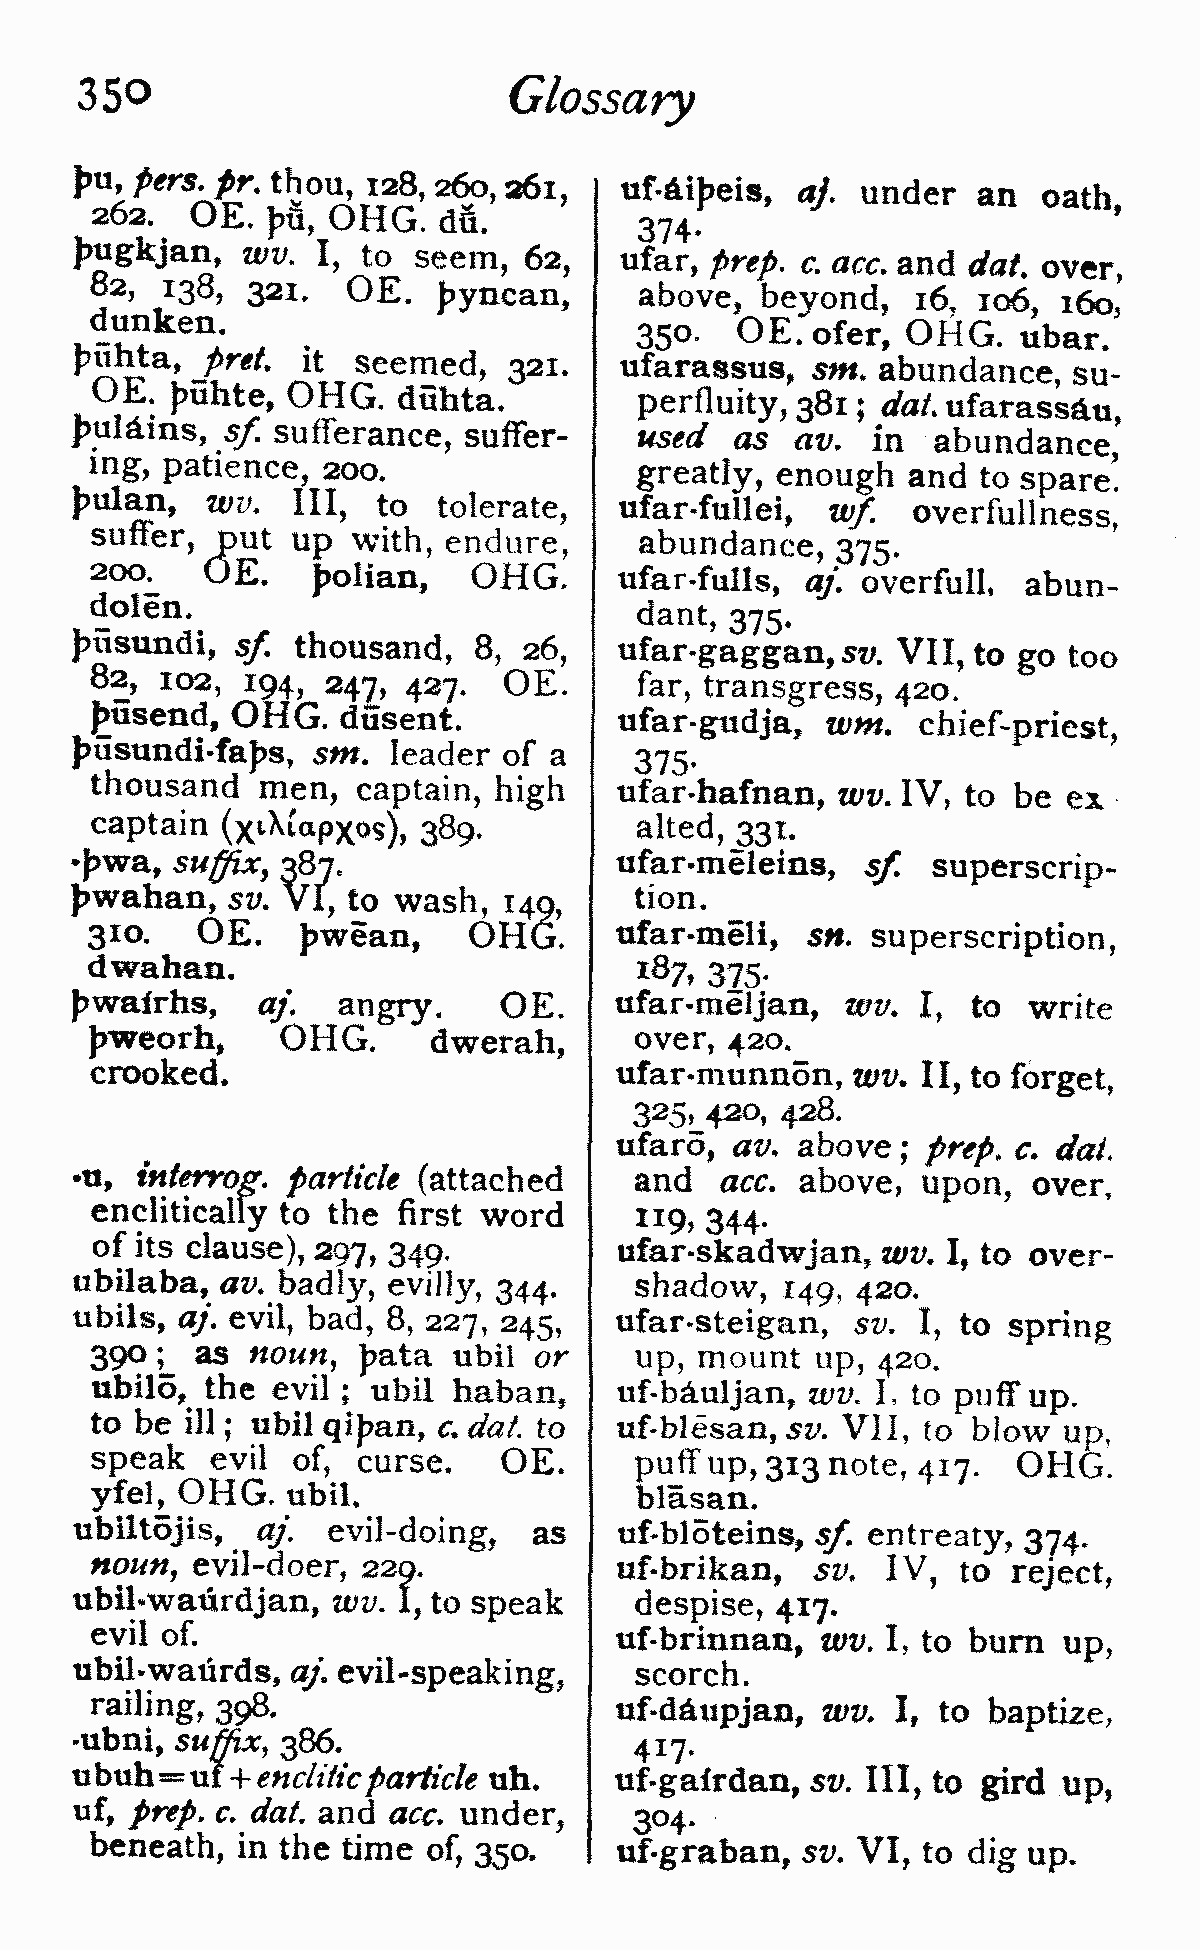 350 Glossary
þu, pers. pr. thou, 128, 260, 261,
262. OE. þū̆, OHG. dū̆.
þugkjan, wv. I, to seem, 62,
82, 138, 321. OE. þyncan,
dunken.
þūhta, pret. it seemed, 321.
OE. þūhte, OHG. dūhta.
þuláins, sf. sufferance, suffer-
ing, patience, 200.
þulan, wv. III, to tolerate,
suffer, put up with, endure,
200. OE. þolian, OHG.
dolēn.
þūsundi, sf. thousand, 8, 26,
82, 102, 194, 247, 427. OE.
þūsend, OHG. dūsent.
þūsundi-faþs, sm. leader of a
thousand men, captain, high
captain (χιλίαρχος), 389.
-þwa, suffix, 387.
þwahan, sv. VI, to wash, 149,
310. OE. þwēan, OHG.
dwahan.
þwaírhs, aj. angry. OE.
þweorh, OHG. dwerah,
crooked.
-u, interrog. particle (attached
enclitically to the first word
of its clause), 297, 349.
ubilaba, av. badly, evilly, 344.
ubils, aj. evil, bad, 8, 227, 245,
390; as noun, þata ubil or
ubilō, the evil; ubil haban,
to be ill; ubil qiþan, c. dat. to
speak evil of, curse. OE.
yfel, OHG. ubil.
ubiltōjis, aj. evil-doing, as
noun, evil-doer, 229.
ubil-waúrdjan, wv. I, to speak
evil of.
ubil-waúrds, aj. evil-speaking,
railing, 398.
-ubni, suffix, 386.
ubuh=uf+enclitic particle uh.
uf, prep. c. dat. and acc. under,
beneath, in the time of, 350.
uf-áiþeis, aj. under an oath,
374.
ufar, prep. c. acc. and dat. over,
above, beyond, 16, 106, 160,
350. OE. ofer, OHG. ubar.
ufarassus, sm. abundance, su-
perfluity, 381; dat. ufarassáu,
used as av. in abundance,
greatly, enough and to spare.
ufar-fullei, wf. overfullness,
abundance, 375.
ufar-fulls, aj. overfull, abun-
dant, 375.
ufar-gaggan, sv. VII, to go too
far, transgress, 420.
ufar-gudja, wm. chief-priest,
375.
ufar-hafnan, wv. IV, to be ex
alted, 331.
ufar-mēleins, sf. superscrip-
tion.
ufar-mēli, sn. superscription,
187, 375.
ufar-mēljan, wv. I, to write
over, 420.
ufar-munnōn, wv. II, to forget,
325, 420, 428.
ufarō, av. above; prep. c. dat.
and acc. above, upon, over,
119, 344.
ufar-skadwjan, wv. I, to over-
shadow, 149, 420.
ufar-steigan, sv. I, to spring
up, mount up, 420.
uf-báuljan, wv. I, to puff up.
uf-blēsan, sv. VII, to blow up,
puff up, 313 note, 417. OHG.
blāsan.
uf-blōteins, sf. entreaty, 374.
uf-brikan, sv. IV, to reject,
despise, 417.
uf-brinnan, wv. I, to burn up,
scorch.
uf-dáupjan, wv. I, to baptize,
417.
uf-gaírdan, sv. III, to gird up,
304.
uf-graban, sv. VI, to dig up.